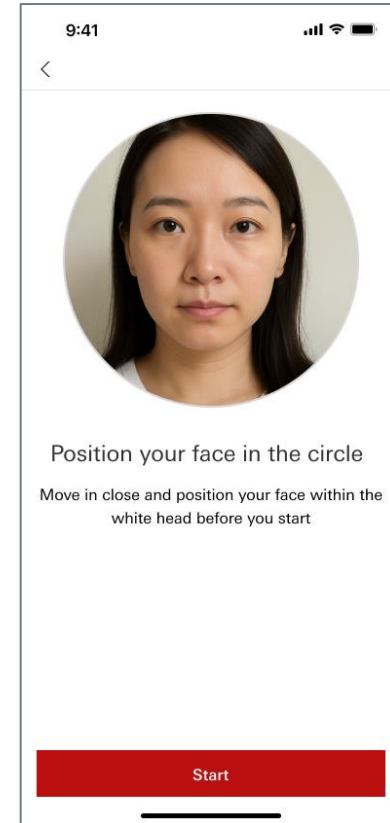 9:41
Position your face in the circle
Move in close and position your face within the
white head before you start
Start